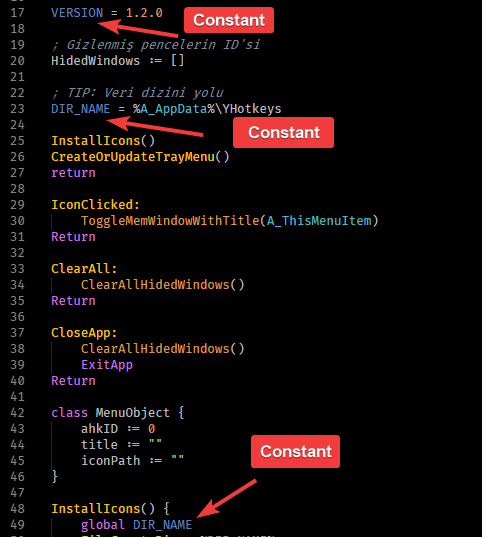 17 VERSION = 1.2.0
Constant
18
19 ; Gizlenmiş pencelerin ID'si
20 HidedWindows := []
21
22 ; TIP: Veri dizini yolu
23 DIR_NAME = %A_AppData%\YHotkeys
Constant
24
25 InstallIcons()
26 CreateOrUpdateTrayMenu()
27 return
28
29 IconClicked:
30 ToggleMemWindowWithTitle(A_ThisMenuItem)
31 Return
32
33 ClearAll:
34 ClearAllHidedWindows()
35 Return
36
37 CloseApp:
38 ClearAllHidedWindows()
39 ExitApp
40 Return
41
42 class MenuObject {
43 ahkID := 0
44 title := ""
45 iconPath := ""
Constant
46 }
47
48 InstallIcons() {
49 global DIR_NAME